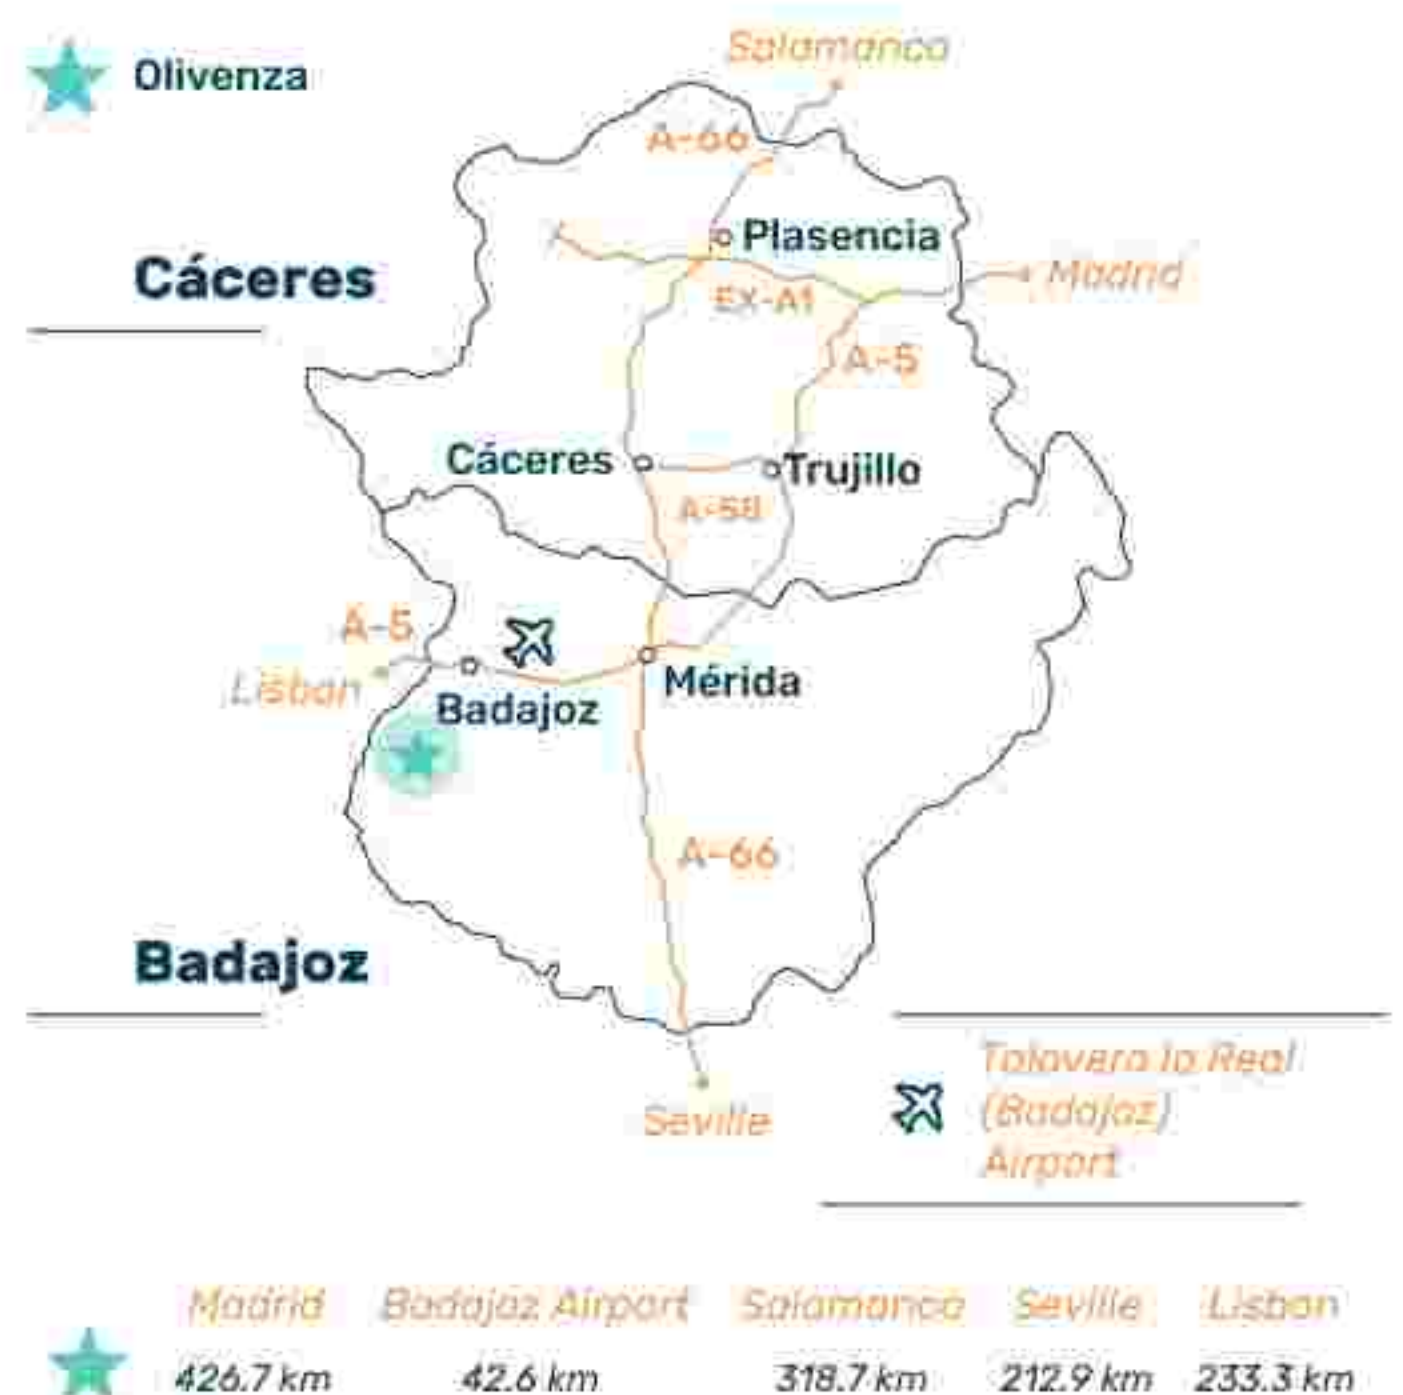 Olivenza
Salamanca
A-66
Plasencia
Cáceres
Madrid
EX-A1
A-5
Cáceres
Trujillo
A-58
A-5
Lisbon
Mérida
Badajoz
A-66
Badajoz
Seville
Talavera la Real
(Badajoz)
Airport
Madrid Badajoz Airport Salamanca Seville Lisbon
426.7 km 42.6 km 318.7 km 212.9 km 233.3 km